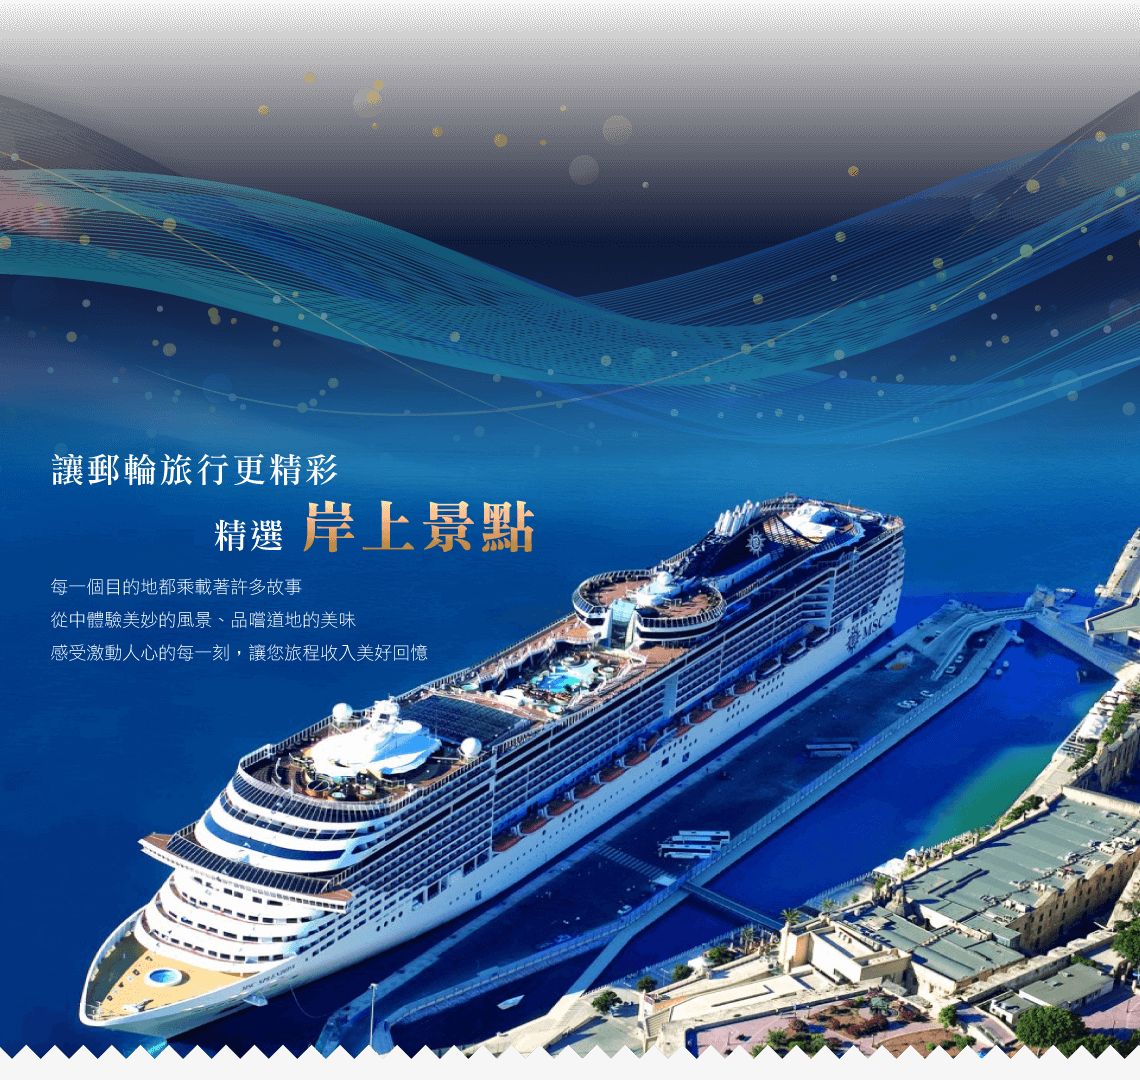 讓郵輪旅行更精彩
精選 岸上景點
每一個目的地都乘載著許多故事
從中體驗美妙的風景、品嚐道地的美味
感受激動人心的每一刻，讓您旅程收入美好回憶
MSC
MSC SPLENDIDA